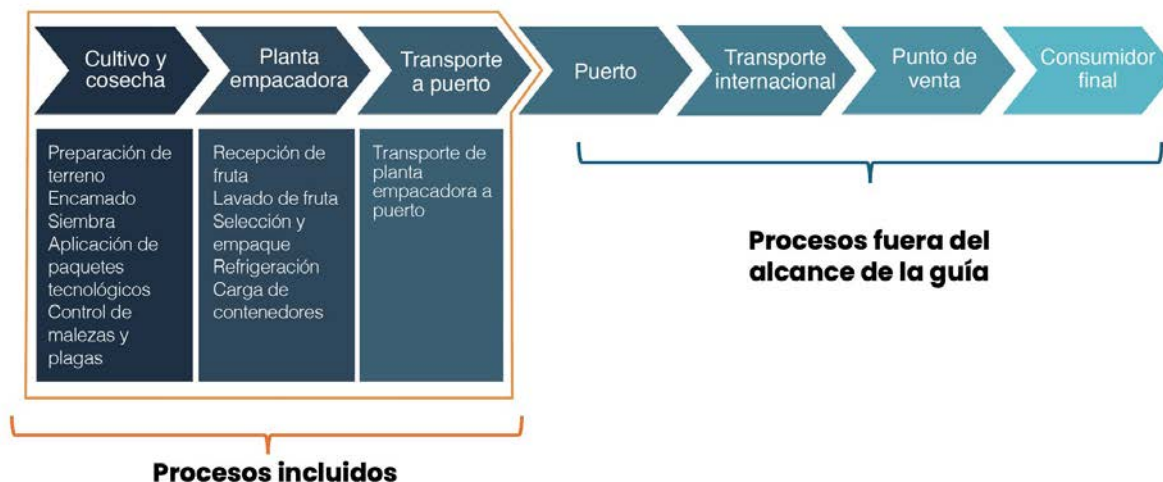 Cultivo y
cosecha
Planta
empacadora
Transporte
a puerto
Puerto
Transporte
internacional
Punto de
venta
Consumidor
final
Preparación de
terreno
Encamado
Siembra
Aplicación de
paquetes
tecnológicos
Control de
malezas y
plagas
Recepción de
fruta
Lavado de fruta
Selección y
empaque
Refrigeración
Carga de
contenedores
Transporte de
planta
empacadora a
puerto
Procesos fuera del
alcance de la guía
Procesos incluidos